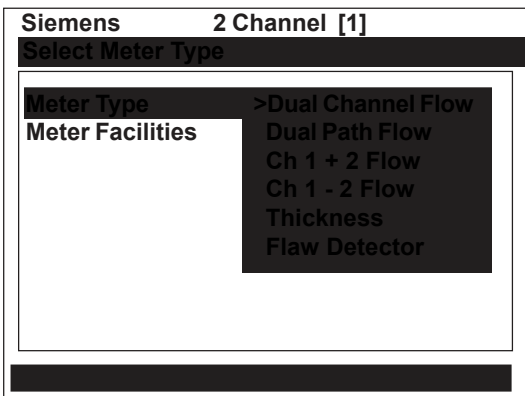 Siemens 2 Channel [1]
Select Meter Type
Meter Type >Dual Channel Flow
Meter Facilities Dual Path Flow
Ch 1 + 2 Flow
Ch 1 - 2 Flow
Thickness
Flaw Detector